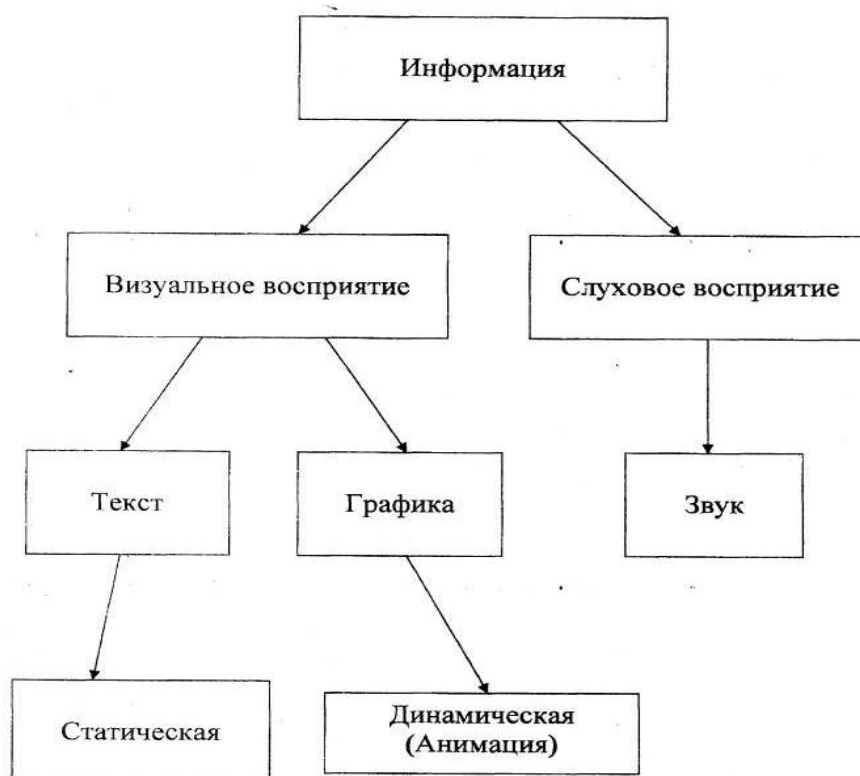 Информация
Визуальное восприятие
Слуховое восприятие
Текст
Графика
Звук
Статическая
Динамическая
(Анимация)